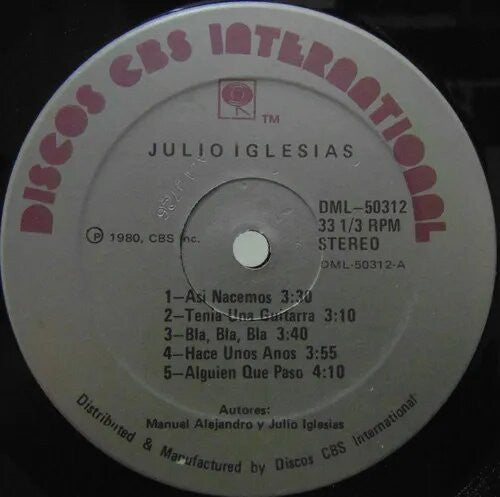 DISCOS CBS INTERNATIONAL
TM
JULIO IGLESIAS
DML-50312
33 1/3 RPM
STEREO
DML-50312-A
Ⓟ 1980, CBS Inc.
1-Asi Nacemos 3:30
2-Tenia Una Guitarra 3:10
3-Bla, Bla, Bla 3:40
4-Hace Unos Anos 3:55
5-Alguien Que Paso 4:10
Autores:
Manuel Alejandro y Julio Iglesias
Distributed & Manufactured by Discos CBS International